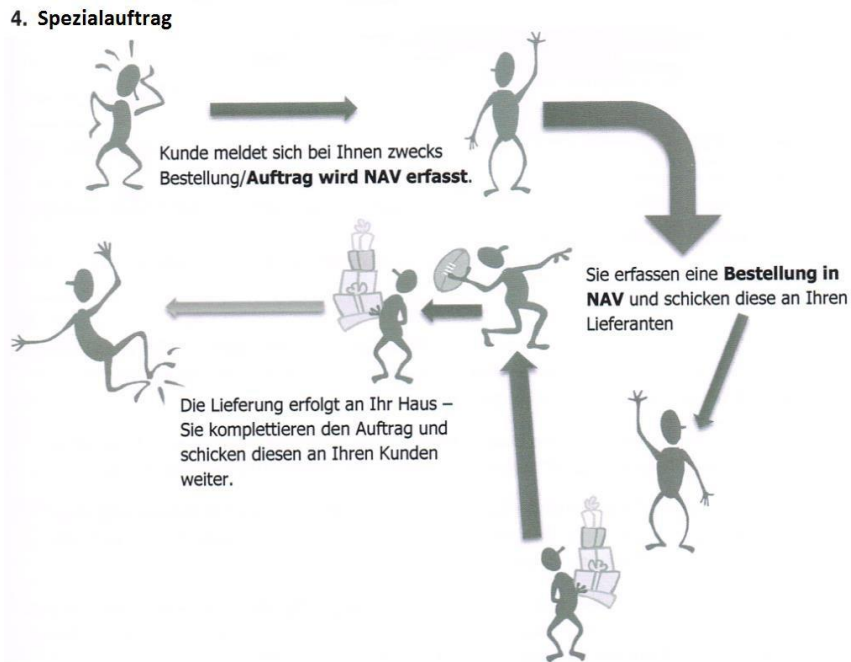 4. Spezialauftrag
Kunde meldet sich bei Ihnen zwecks
Bestellung/Auftrag wird NAV erfasst.
Sie erfassen eine Bestellung in
NAV und schicken diese an Ihren
Lieferanten
Die Lieferung erfolgt an Ihr Haus –
Sie komplettieren den Auftrag und
schicken diesen an Ihren Kunden
weiter.